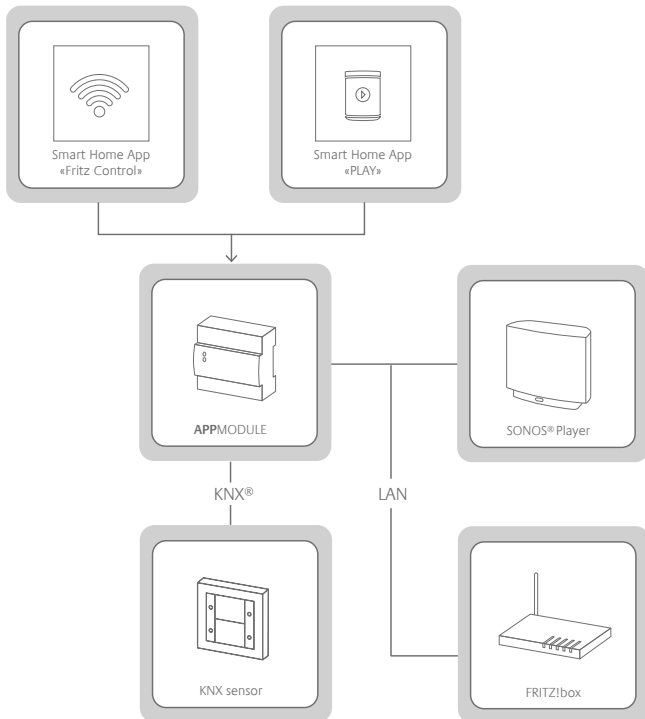 Smart Home App
«Fritz Control»
Smart Home App
«PLAY»
APPMODULE
SONOS® Player
KNX®
LAN
KNX sensor
FRITZ!box